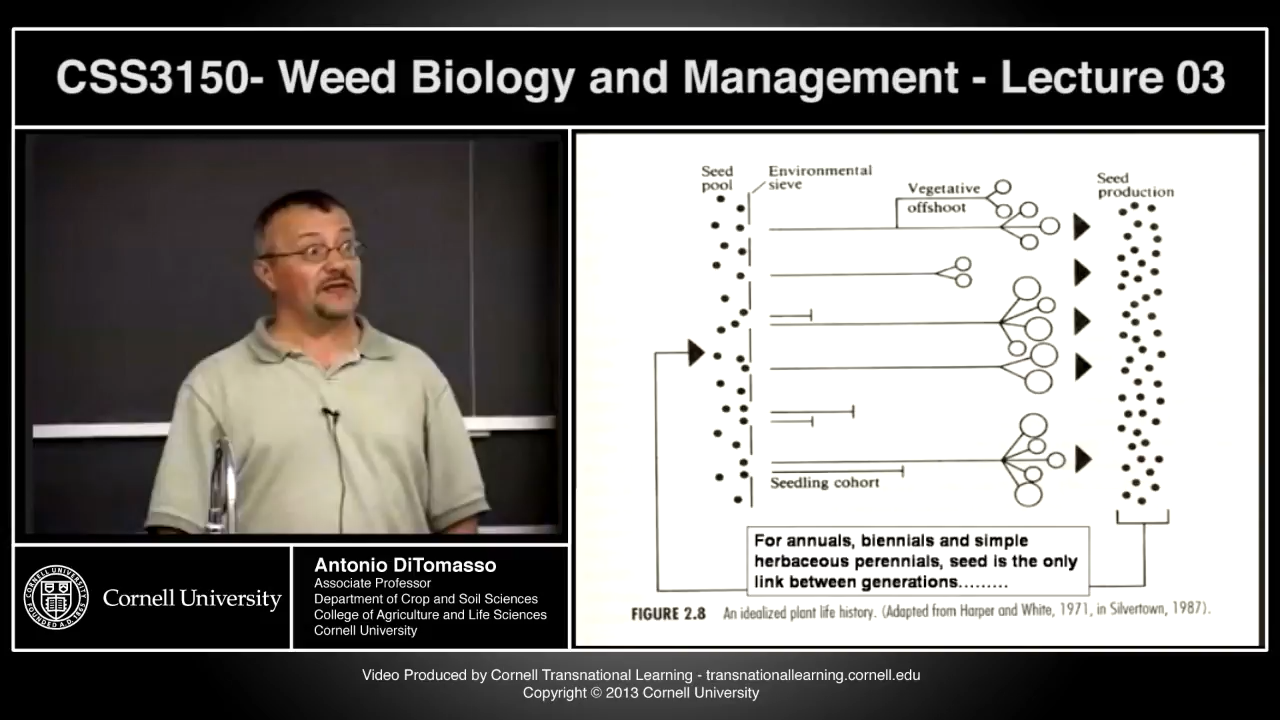 CSS3150- Weed Biology and Management - Lecture 03
Seed
pool
Environmental
sieve
Vegetative
offshoot
Seed
production
Seedling cohort
For annuals, biennials and simple
herbaceous perennials, seed is the only
link between generations.........
FIGURE 2.8 An idealized plant life history. (Adapted from Harper and White, 1971, in Silvertown, 1987).
Cornell University
Antonio DiTomasso
Associate Professor
Department of Crop and Soil Sciences
College of Agriculture and Life Sciences
Cornell University
Video Produced by Cornell Transnational Learning - transnationallearning.cornell.edu
Copyright © 2013 Cornell University